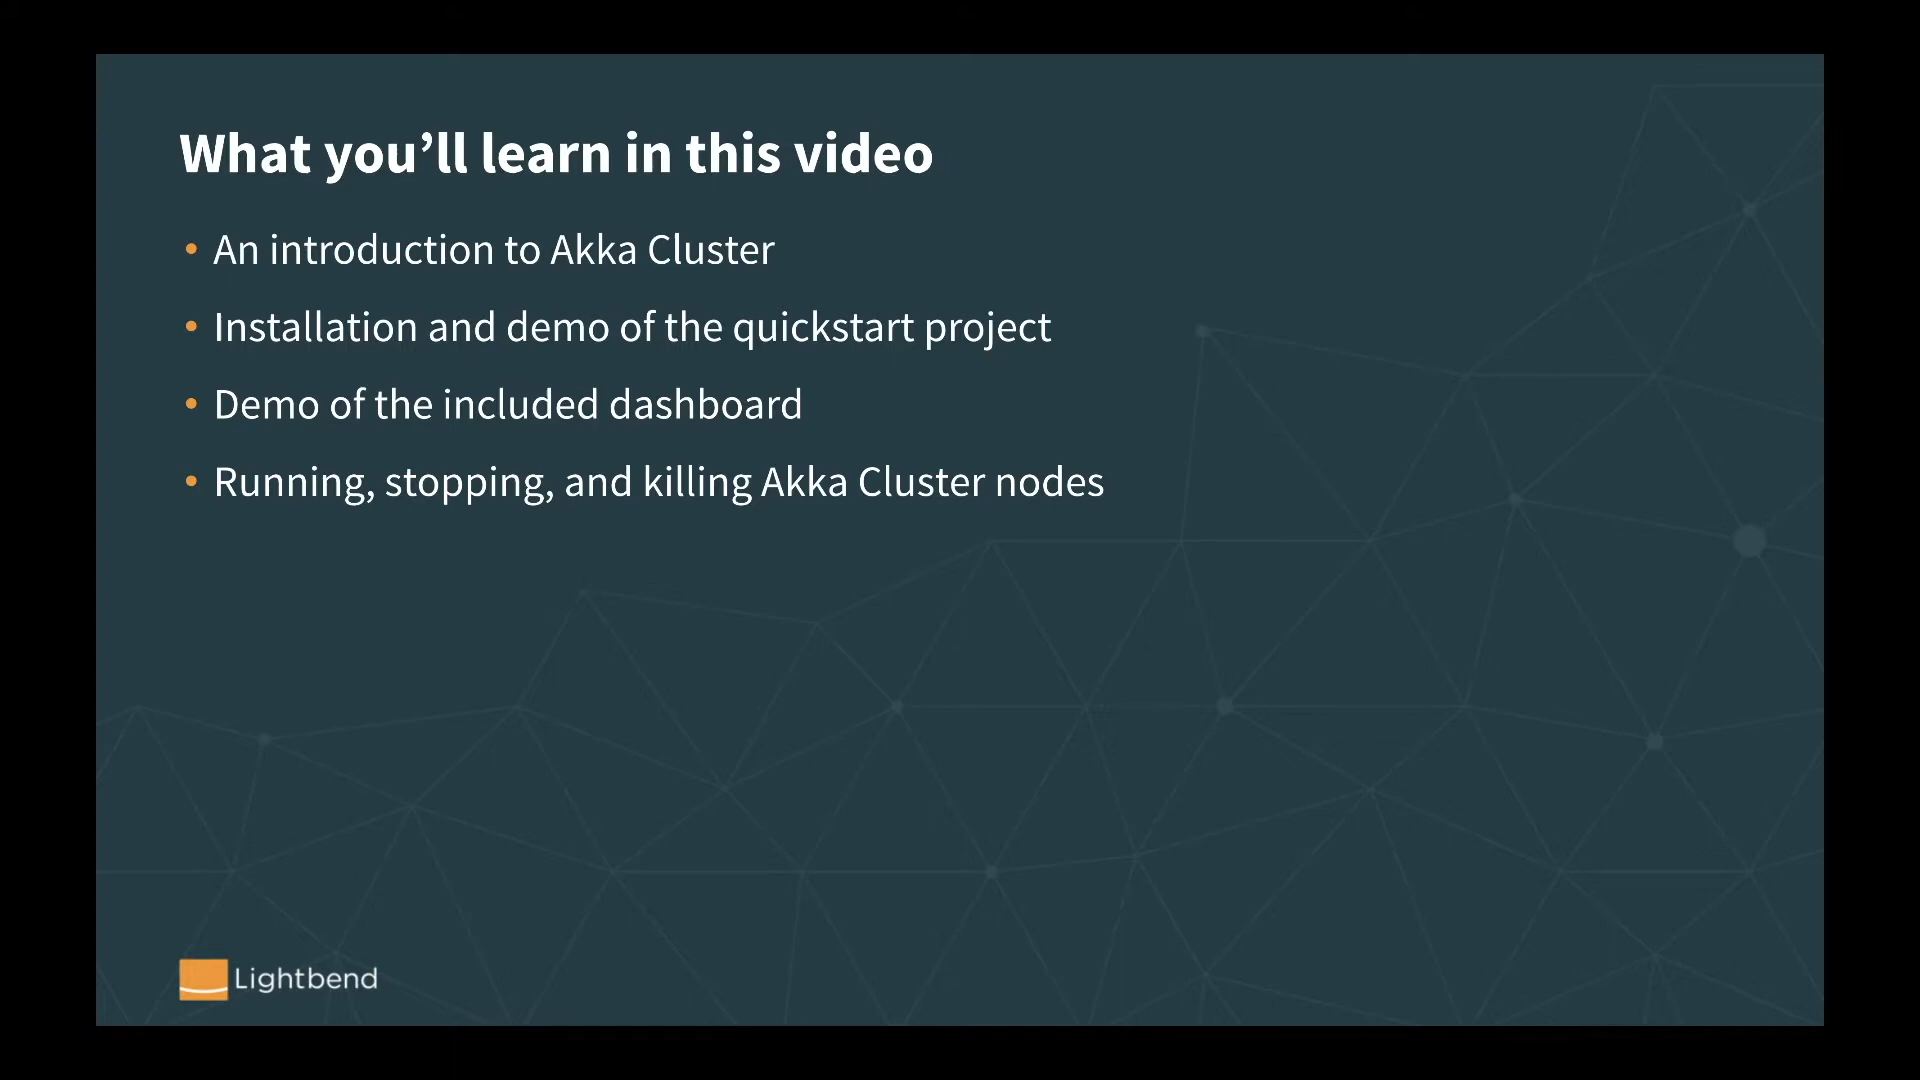 What you’ll learn in this video
• An introduction to Akka Cluster
• Installation and demo of the quickstart project
• Demo of the included dashboard
• Running, stopping, and killing Akka Cluster nodes
Lightbend